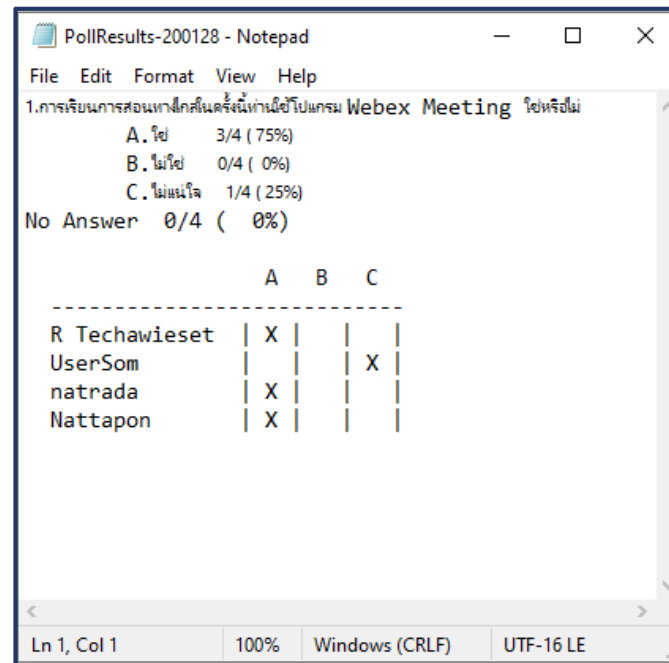 PollResults-200128 - Notepad
File Edit Format View Help
1.การเรียนการสอนทางไกลในครั้งนี้ท่านใช้โปแกรม Webex Meeting ใช่หรือไม่
A.ใช่ 3/4 ( 75%)
B.ไม่ใช่ 0/4 ( 0%)
C.ไม่แน่ใจ 1/4 ( 25%)
No Answer 0/4 ( 0%)
A B C
------------------------------
R Techawieset | X | | |
UserSom | | | X |
natrada | X | | |
Nattapon | X | | |
Ln 1, Col 1 100% Windows (CRLF) UTF-16 LE